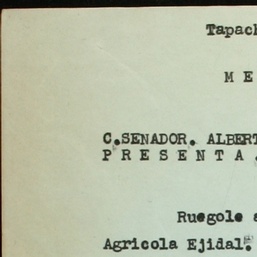 Tapach
M E
C.SENADOR. ALBERT
P R E S E N T A .
Ruegole a
Agricola Ejidal.